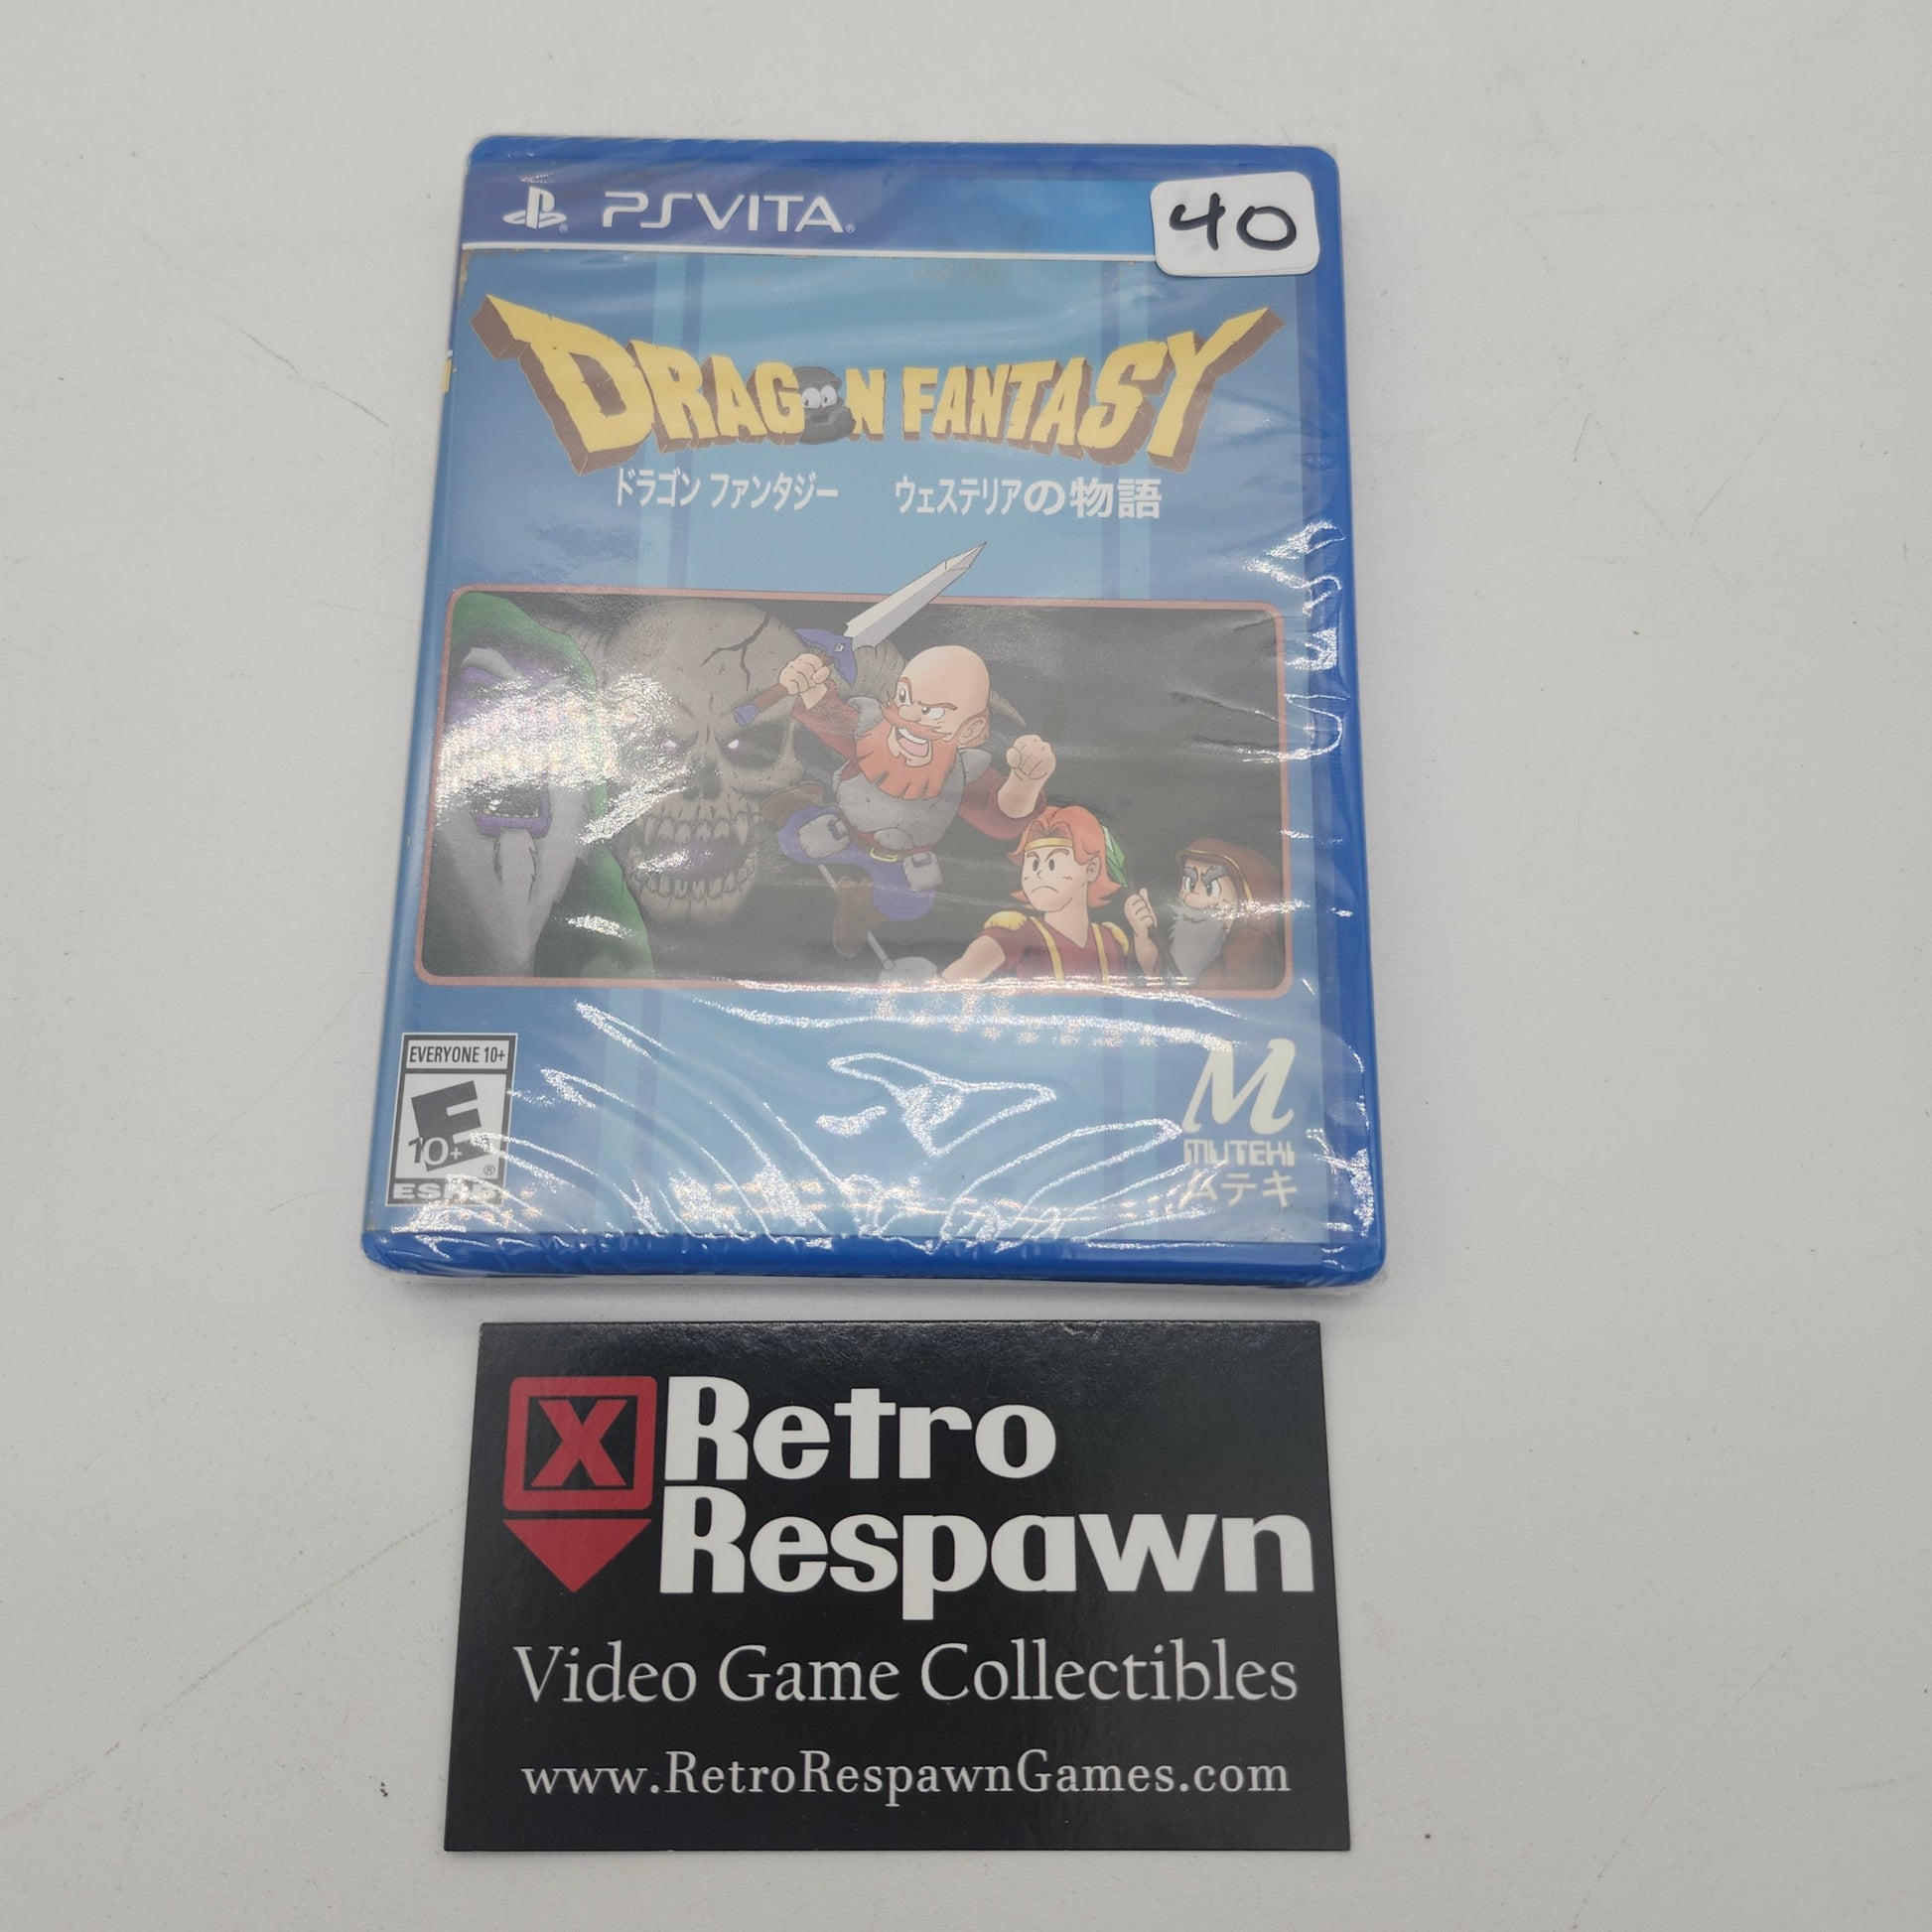 PSVITA®
40
DRAGON FANTASY
ドラゴン ファンタジー ウェステリアの物語
EVERYONE 10+
E
10+
®
ESRB
M
MUTEKI
ムテキ
X Retro
Respawn
Video Game Collectibles
www.RetroRespawnGames.com